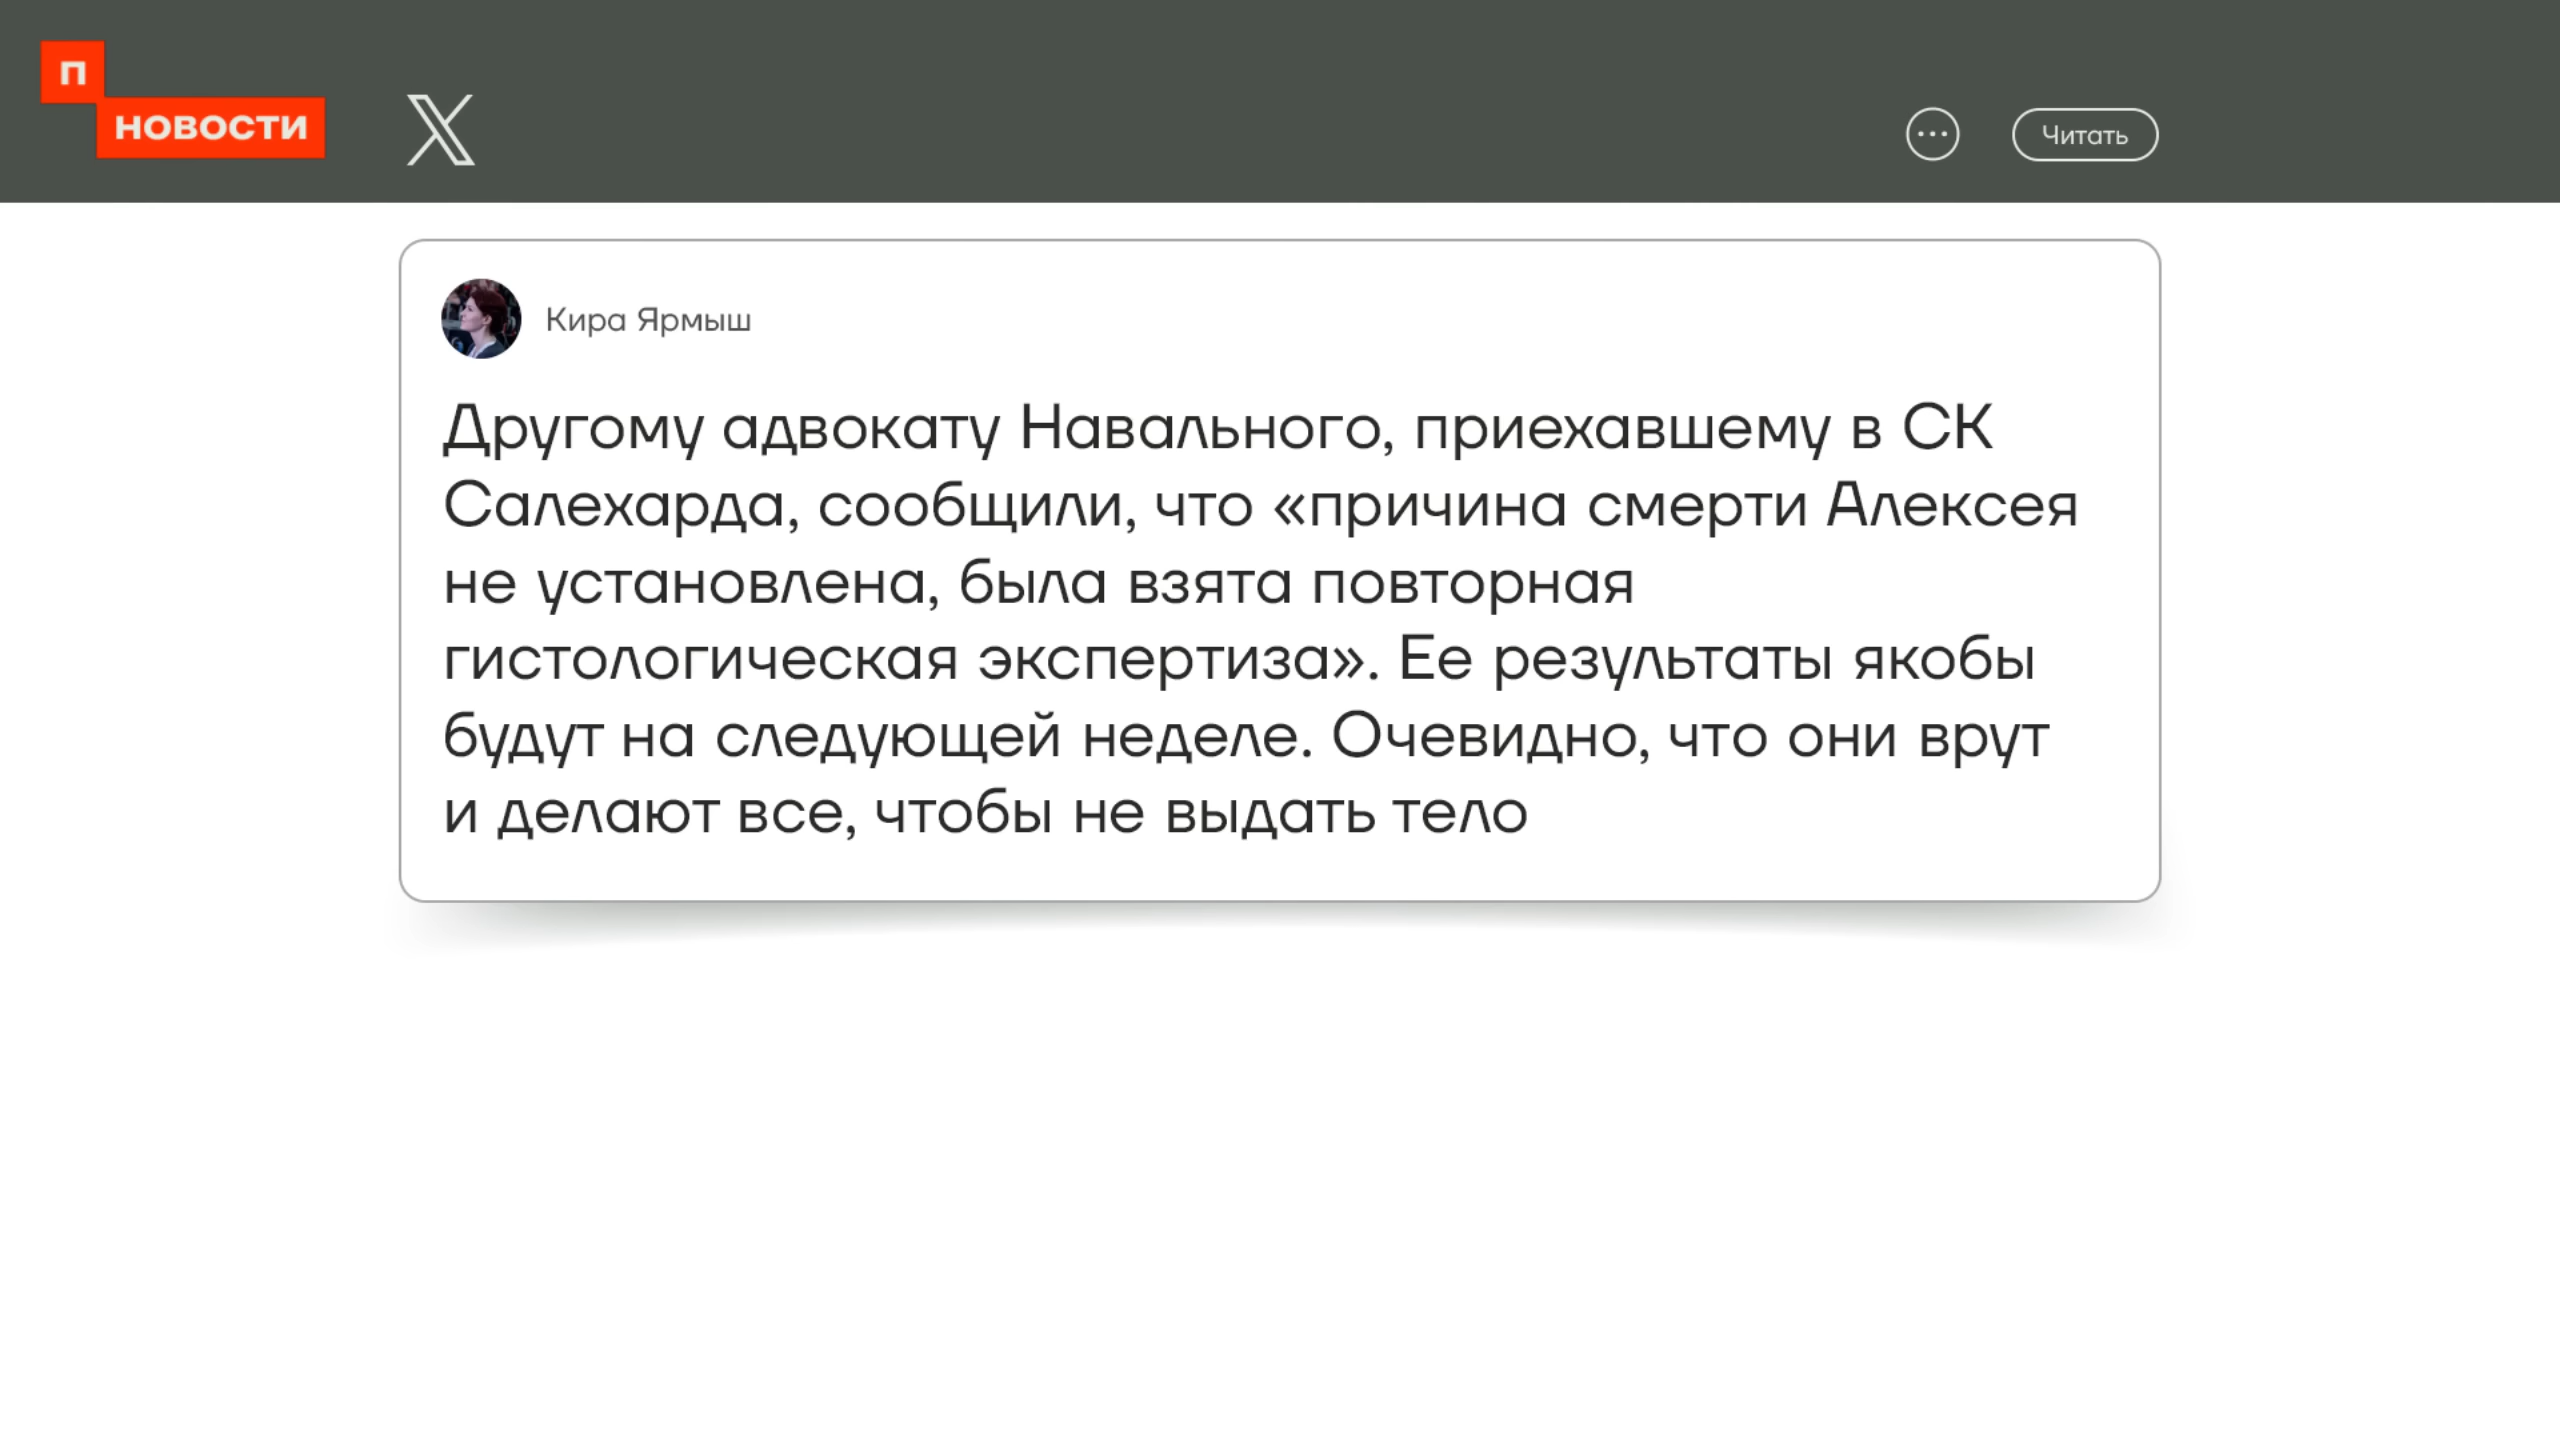 П
НОВОСТИ
Читать
Кира Ярмыш
Другому адвокату Навального, приехавшему в СК
Салехарда, сообщили, что «причина смерти Алексея
не установлена, была взята повторная
гистологическая экспертиза». Ее результаты якобы
будут на следующей неделе. Очевидно, что они врут
и делают все, чтобы не выдать тело